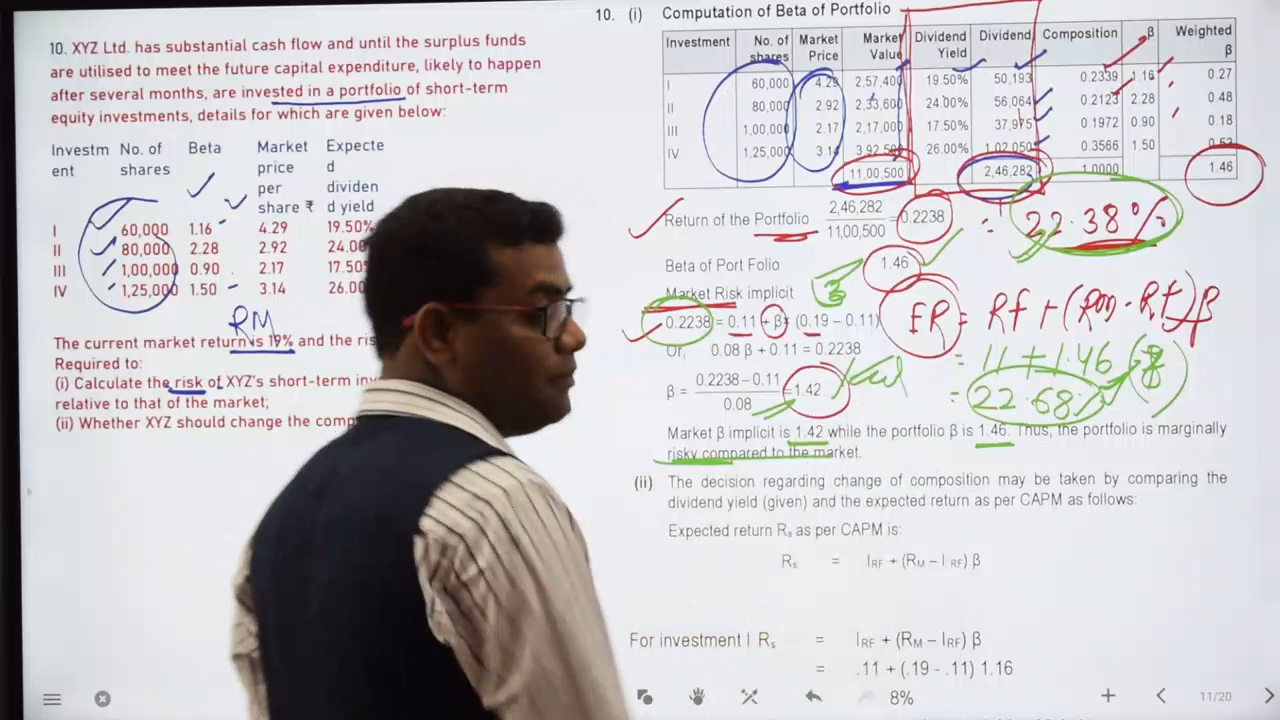 10. XYZ Ltd. has substantial cash flow and until the surplus funds
are utilised to meet the future capital expenditure, likely to happen
after several months, are invested in a portfolio of short-term
equity investments, details for which are given below:
Investm No. of Beta Market Expecte
ent shares price d
per dividen
share ₹ d yield
I 60,000 1.16 4.29 19.50%
II 80,000 2.28 2.92 24.00
III 1,00,000 0.90 2.17 17.50
IV 1,25,000 1.50 3.14 26.00
RM
The current market return is 19% and the
Required to:
(i) Calculate the risk of XYZ's short-term
relative to that of the market;
(ii) Whether XYZ should change the
10. (i) Computation of Beta of Portfolio
Investment No. of shares Market Price Market Value Dividend Yield Dividend Composition β Weighted β
I 60,000 4.29 2,57,400 19.50% 50,193 0.2339 1.16 0.27
II 80,000 2.92 2,33,600 24.00% 56,064 0.2123 2.28 0.48
III 1,00,000 2.17 2,17,000 17.50% 37,975 0.1972 0.90 0.18
IV 1,25,000 3.14 3,92,500 26.00% 1,02,050 0.3566 1.50 0.53
11,00,500 2,46,282 1.0000 1.46
Return of the Portfolio 2,46,282 / 11,00,500 = 0.2238 = 22.38%
Beta of Port Folio 1.46
Market Risk implicit
0.2238 = 0.11 + β× (0.19 – 0.11)
ER = Rf + (Rm - Rf) β
Or, 0.08 β + 0.11 = 0.2238
= 11 + 1.46 (8)
β = 0.2238 – 0.11 / 0.08 = 1.42
= 22.68%
Market β implicit is 1.42 while the portfolio β is 1.46. Thus, the portfolio is marginally
risky compared to the market.
(ii) The decision regarding change of composition may be taken by comparing the
dividend yield (given) and the expected return as per CAPM as follows:
Expected return Rs as per CAPM is:
Rs = IRF + (RM – IRF) β
For investment I Rs = IRF + (RM – IRF) β
= .11 + (.19 - .11) 1.16
8%
11/20